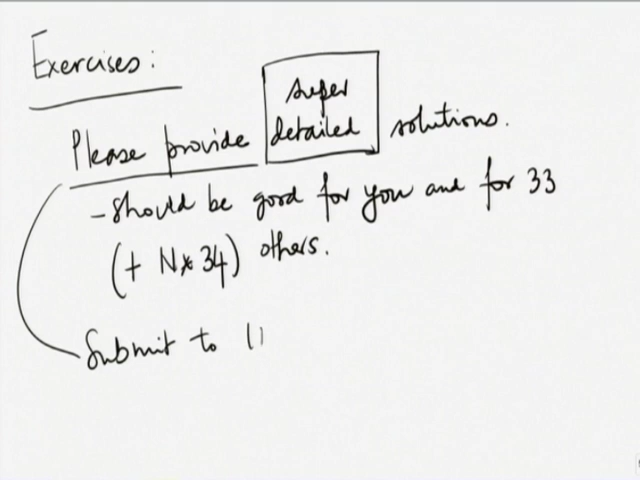 Exercises:
Please provide super detailed solutions.
- Should be good for you and for 33
(+ N*34) others.
Submit to